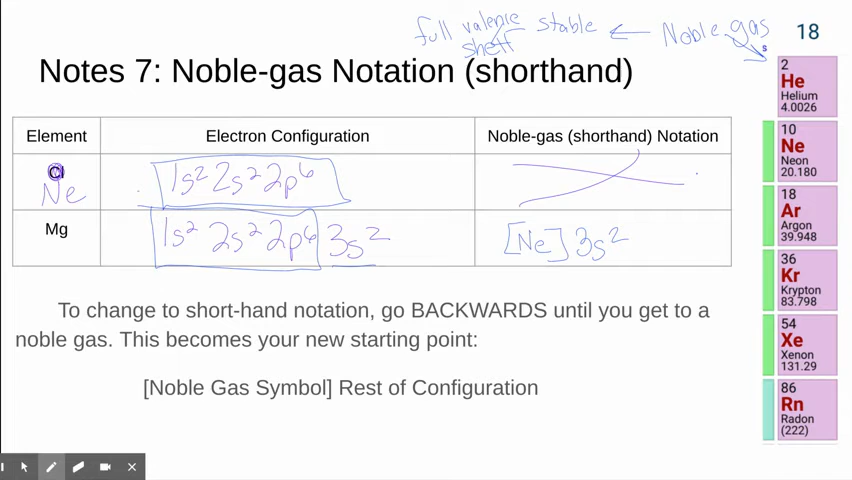 full valence stable ← Noble gas
shell
s
18
Notes 7: Noble-gas Notation (shorthand)
Element Electron Configuration Noble-gas (shorthand) Notation
Cl
Ne 1s² 2s² 2p⁶
Mg 1s² 2s² 2p⁶ 3s² [Ne] 3s²
To change to short-hand notation, go BACKWARDS until you get to a
noble gas. This becomes your new starting point:
[Noble Gas Symbol] Rest of Configuration
2
He
Helium
4.0026
10
Ne
Neon
20.180
18
Ar
Argon
39.948
36
Kr
Krypton
83.798
54
Xe
Xenon
131.29
86
Rn
Radon
(222)